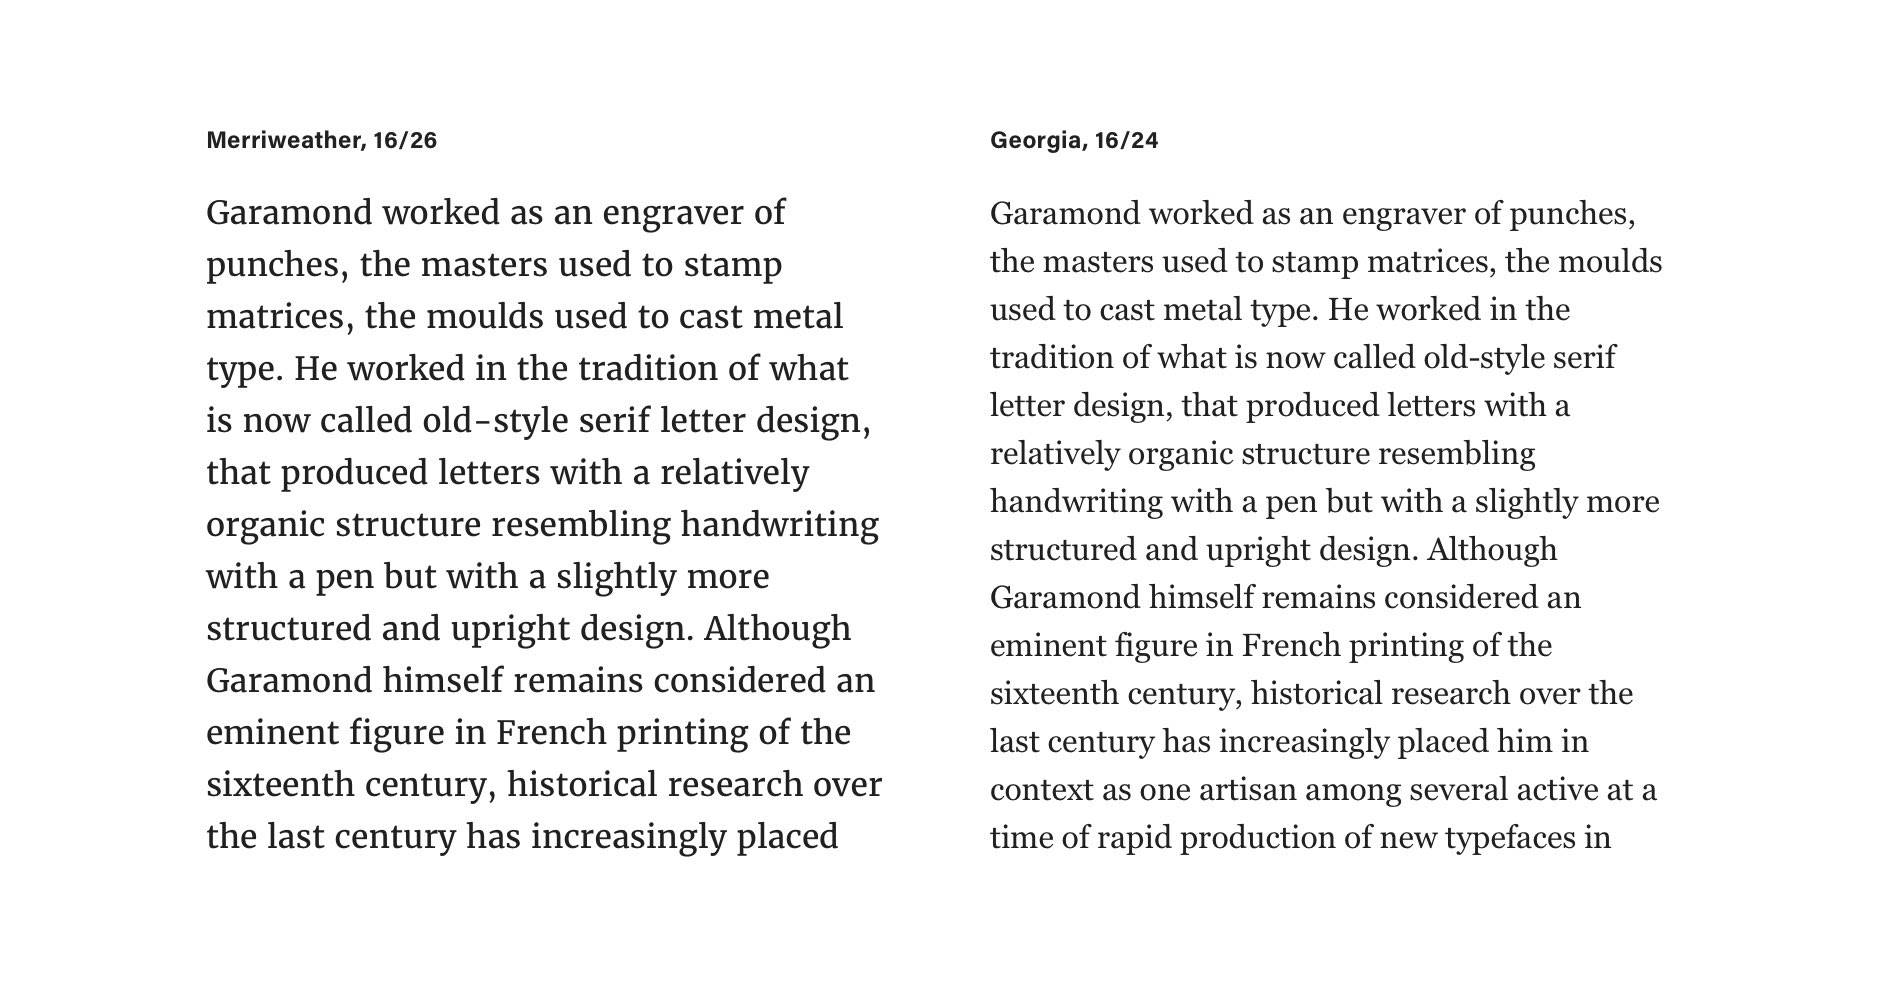 Merriweather, 16/26
Garamond worked as an engraver of
punches, the masters used to stamp
matrices, the moulds used to cast metal
type. He worked in the tradition of what
is now called old-style serif letter design,
that produced letters with a relatively
organic structure resembling handwriting
with a pen but with a slightly more
structured and upright design. Although
Garamond himself remains considered an
eminent figure in French printing of the
sixteenth century, historical research over
the last century has increasingly placed
Georgia, 16/24
Garamond worked as an engraver of punches,
the masters used to stamp matrices, the moulds
used to cast metal type. He worked in the
tradition of what is now called old-style serif
letter design, that produced letters with a
relatively organic structure resembling
handwriting with a pen but with a slightly more
structured and upright design. Although
Garamond himself remains considered an
eminent figure in French printing of the
sixteenth century, historical research over the
last century has increasingly placed him in
context as one artisan among several active at a
time of rapid production of new typefaces in